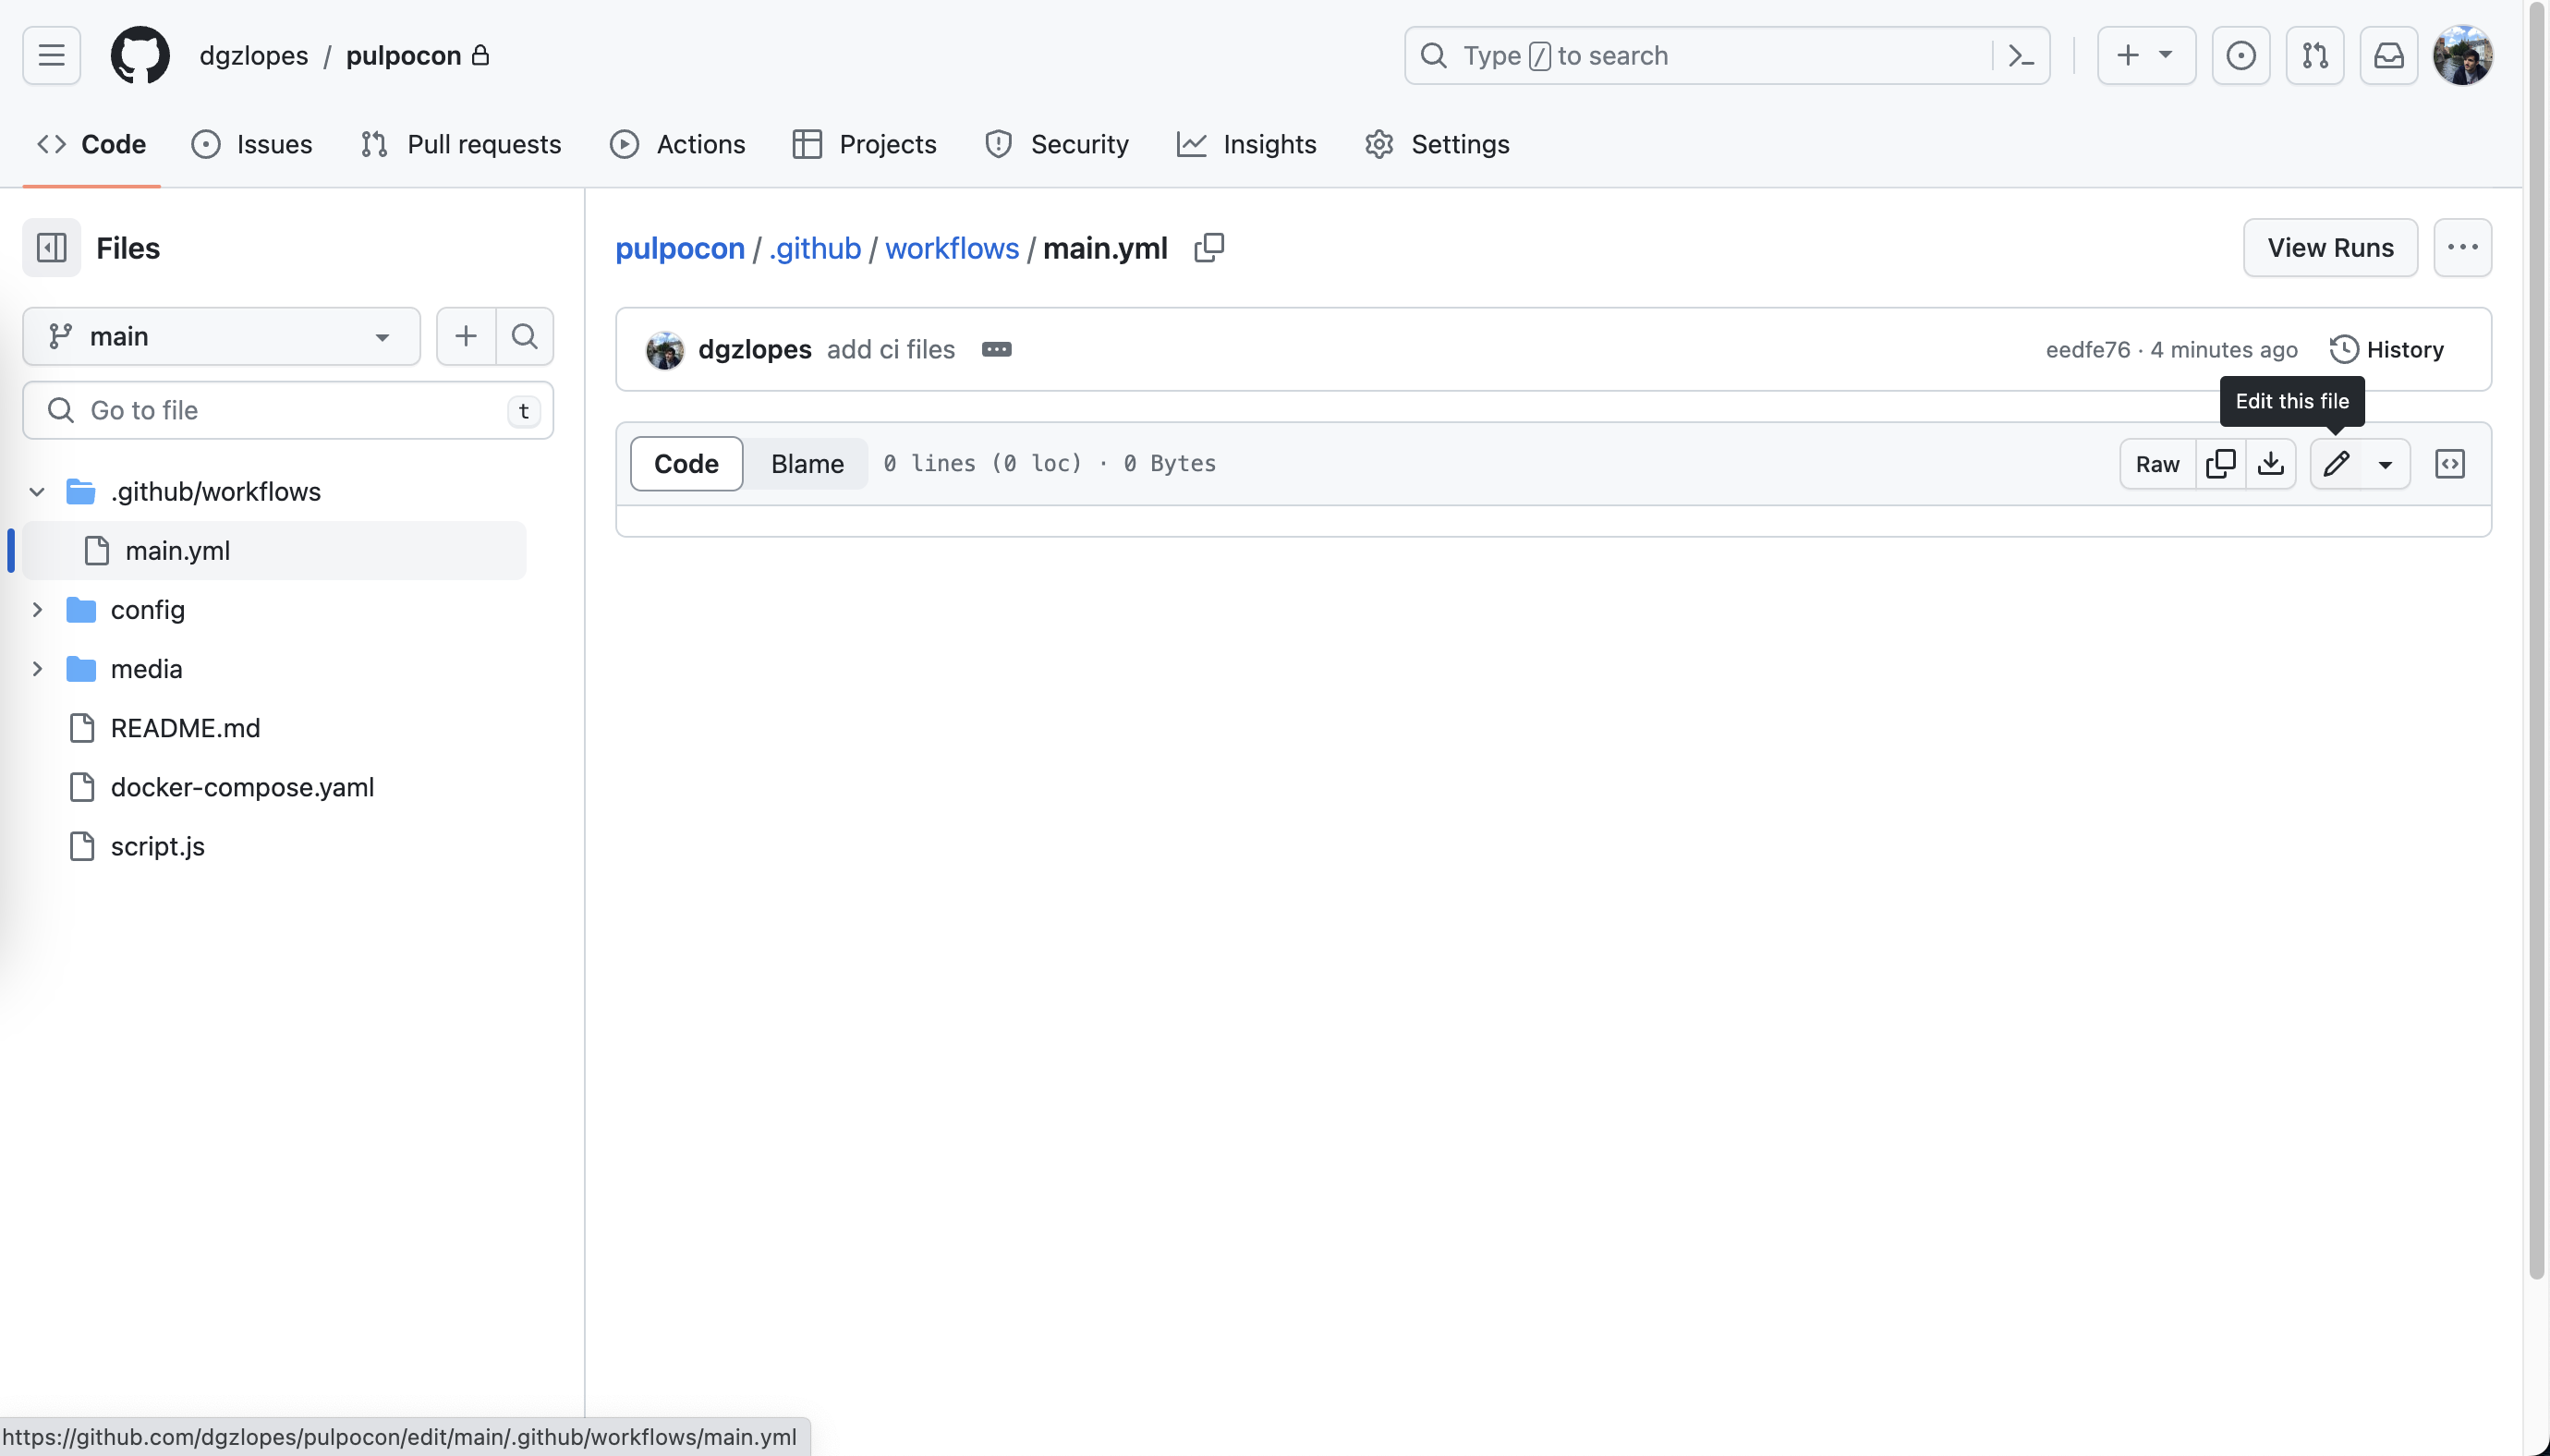 dgzlopes / pulpocon
Type / to search
Code
Issues
Pull requests
Actions
Projects
Security
Insights
Settings
Files
main
Go to file
t
.github/workflows
main.yml
config
media
README.md
docker-compose.yaml
script.js
pulpocon / .github / workflows / main.yml
View Runs
dgzlopes add ci files
eedfe76 · 4 minutes ago
History
Edit this file
Code
Blame
0 lines (0 loc) · 0 Bytes
Raw
https://github.com/dgzlopes/pulpocon/edit/main/.github/workflows/main.yml